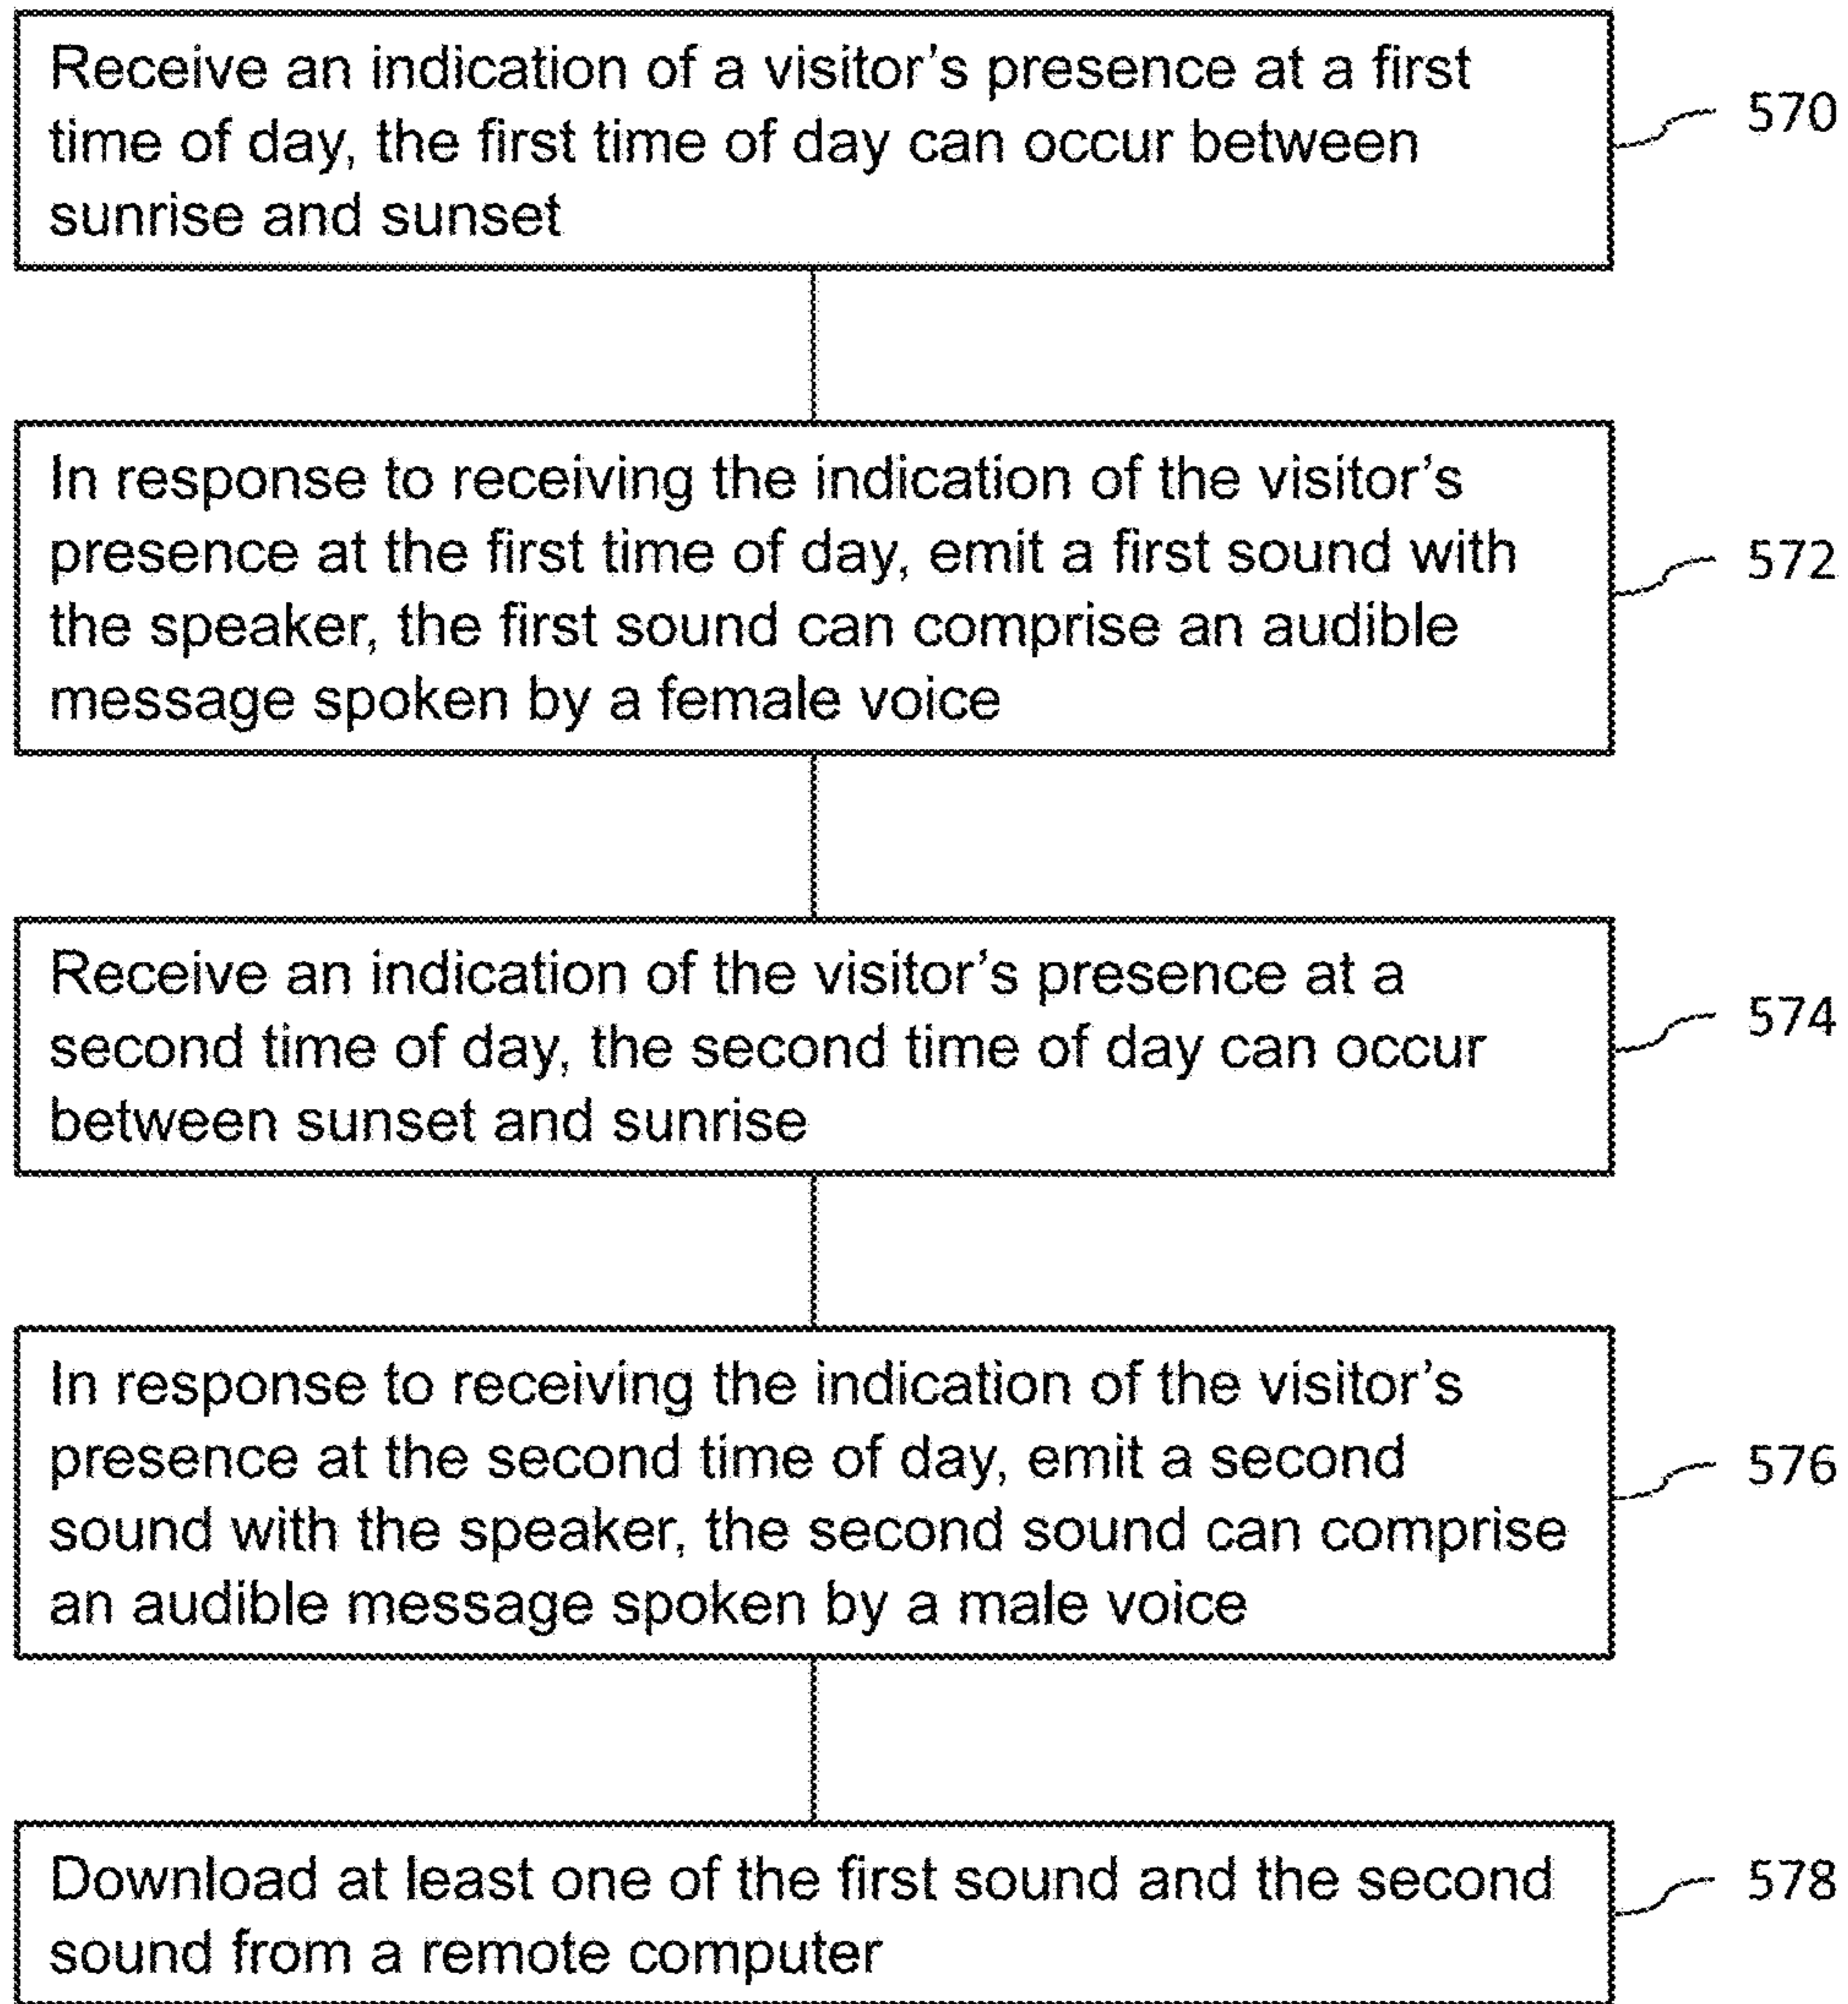 Receive an indication of a visitor's presence at a first
time of day, the first time of day can occur between
sunrise and sunset
570
In response to receiving the indication of the visitor's
presence at the first time of day, emit a first sound with
the speaker, the first sound can comprise an audible
message spoken by a female voice
572
Receive an indication of the visitor's presence at a
second time of day, the second time of day can occur
between sunset and sunrise
574
In response to receiving the indication of the visitor's
presence at the second time of day, emit a second
sound with the speaker, the second sound can comprise
an audible message spoken by a male voice
576
Download at least one of the first sound and the second
sound from a remote computer
578